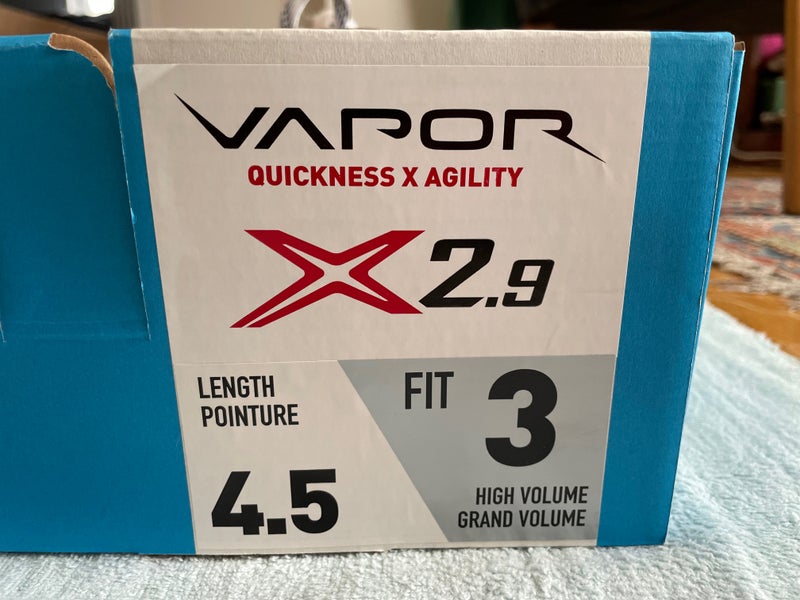 VAPOR
QUICKNESS X AGILITY
X2.9
LENGTH
POINTURE
4.5
FIT 3
HIGH VOLUME
GRAND VOLUME